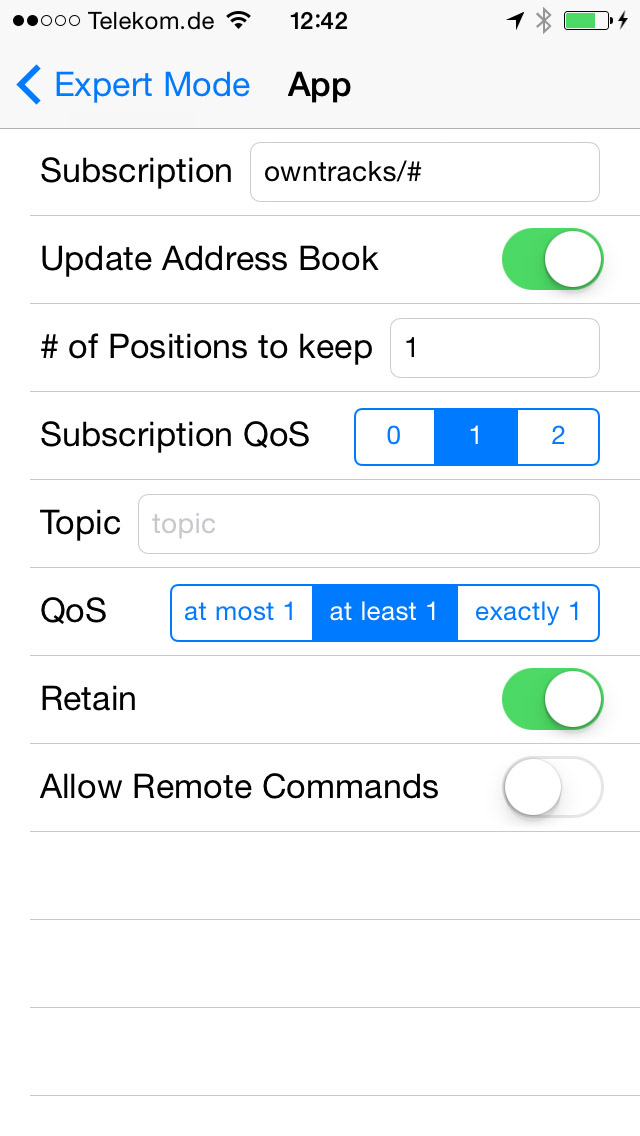 Telekom.de 12:42
Expert Mode App
Subscription owntracks/#
Update Address Book
# of Positions to keep 1
Subscription QoS 0 1 2
Topic topic
QoS at most 1 at least 1 exactly 1
Retain
Allow Remote Commands